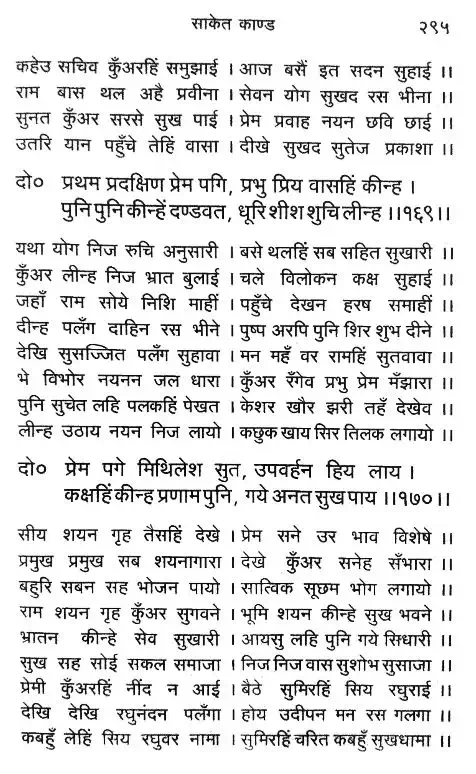 साकेत काण्ड २९५
कहेउ सचिव कुँअरहिं समुझाई । आज बसैं इत सदन सुहाई ।।
राम बास थल अहै प्रवीना । सेवन योग सुखद रस भीना ।।
सुनत कुँअर सरसे सुख पाई । प्रेम प्रवाह नयन छवि छाई ।।
उतरि यान पहुँचे तेहिं वासा । दीखे सुखद सुतेज प्रकाशा ।।
दो० प्रथम प्रदक्षिण प्रेम पगि, प्रभु प्रिय वासहिं कीन्ह ।
पुनि पुनि कीन्हें दण्डवत, धूरि शीश शुचि लीन्ह ।।१६९।।
यथा योग निज रुचि अनुसारी । बसे थलहिं सब सहित सुखारी ।।
कुँअर लीन्ह निज भ्रात बुलाई । चले विलोकन कक्ष सुहाई ।।
जहाँ राम सोये निशि माहीं । पहुँचे देखन हरष समाहीं ।।
दीन्ह पलँग दाहिन रस भीने । पुष्प अरपि पुनि शिर शुभ दीने ।।
देखि सुसज्जित पलँग सुहावा । मन महँ वर रामहिं सुतवावा ।।
भे विभोर नयनन जल धारा । कुँअर रँगेव प्रभु प्रेम मँझारा ।।
पुनि सुचेत लहि पलकहिं पेखत । केशर खौर झरी तहँ देखेव ।।
लीन्ह उठाय नयन निज लायो । कछुक खाय सिर तिलक लगायो ।।
दो० प्रेम पगे मिथिलेश सुत, उपवर्हन हिय लाय ।
कक्षहिं कीन्ह प्रणाम पुनि, गये अनत सुख पाय ।।१७०।।
सीय शयन गृह तैसहिं देखे । प्रेम सने उर भाव विशेषे ।।
प्रमुख प्रमुख सब शयनागारा । देखे कुँअर सनेह सँभारा ।।
बहुरि सबन सह भोजन पायो । सात्विक सूछम भोग लगायो ।।
राम शयन गृह कुँअर सुगवने । भूमि शयन कीन्हे सुख भवने ।।
भ्रातन कीन्हे सेव सुखारी । आयसु लहि पुनि गये सिधारी ।।
सुख सह सोई सकल समाजा । निज निज वास सुशोभ सुसाजा ।।
प्रेमी कुँअरहिं नींद न आई । बैठे सुमिरहिं सिय रघुराई ।।
देखि देखि रघुनंदन पलँगा । होय उदीपन मन रस गलगा ।।
कबहुँ लेहिं सिय रघुवर नामा । सुमिरहिं चरित कबहुँ सुखधामा ।।